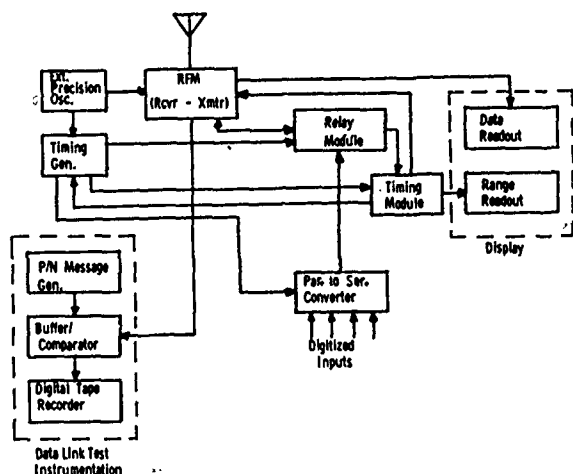 Ext.
Precision
Osc.
RFM
(Rcvr - Xmtr)
Data
Readout
Relay
Module
Timing
Gen.
Timing
Module
Range
Readout
Display
P/N Message
Gen.
Par. to Ser.
Converter
Buffer/
Comparator
Digitized
Inputs
Digital Tape
Recorder
Data Link Test
Instrumentation